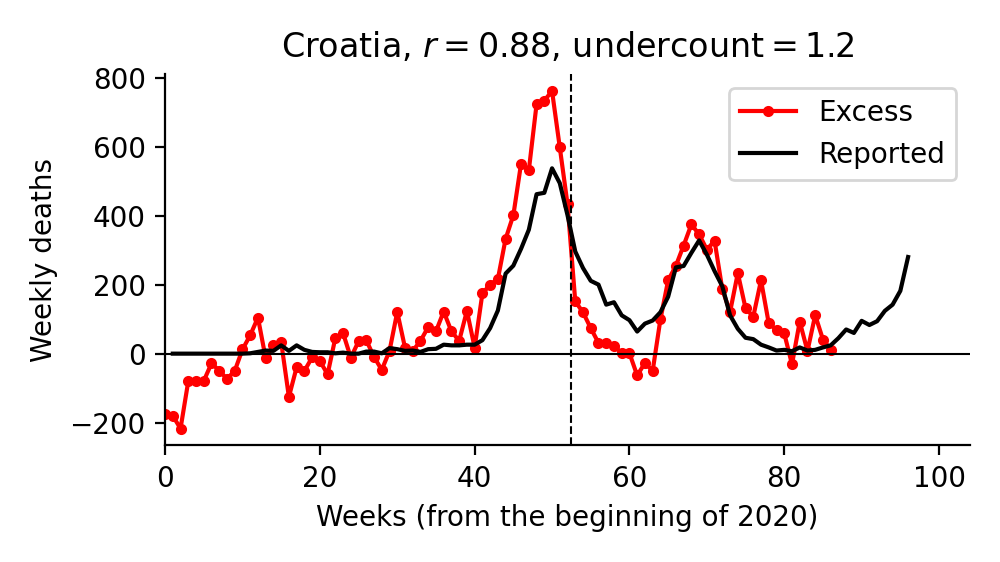 Croatia, r = 0.88, undercount = 1.2
Excess
Reported
Weekly deaths
800
600
400
200
0
−200
0 20 40 60 80 100
Weeks (from the beginning of 2020)